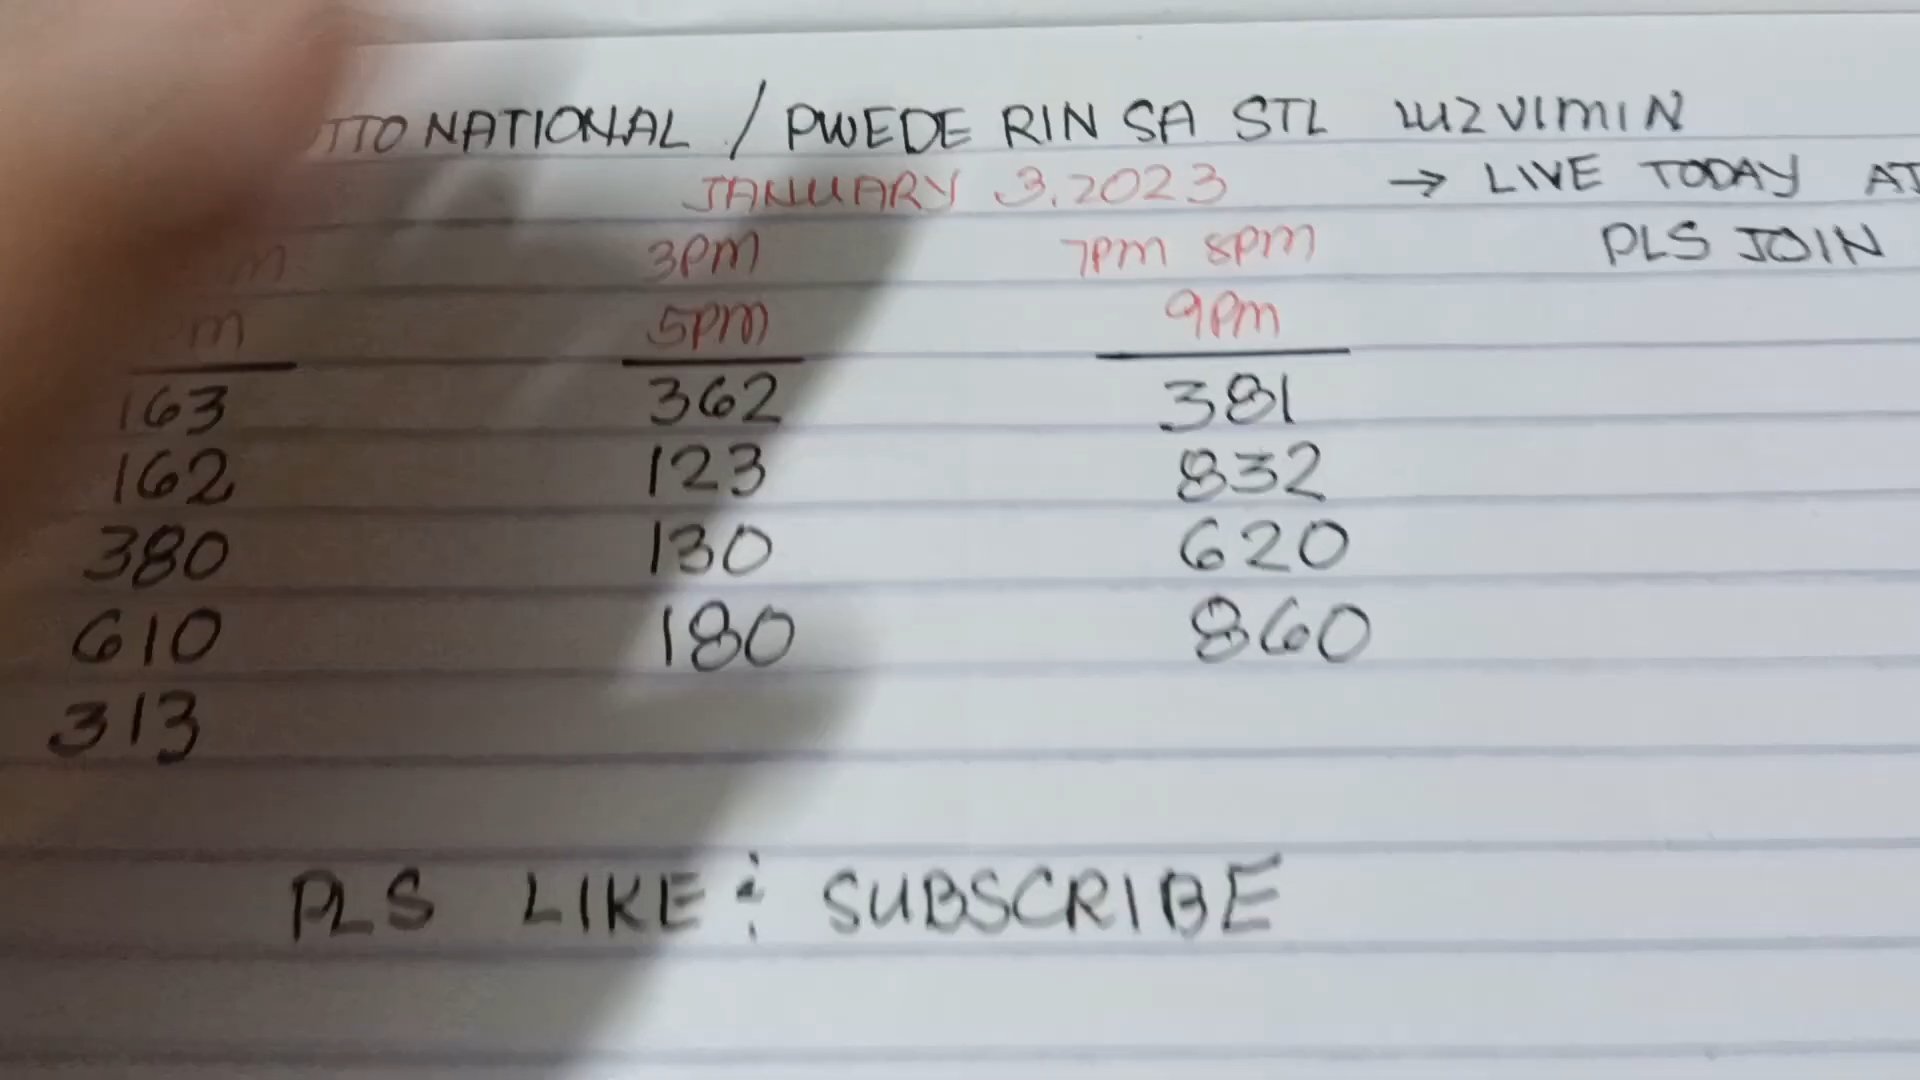 NATIONAL / PWEDE RIN SA STL LUZVIMIN
JANUARY 3, 2023 → LIVE TODAY AT
3PM 7PM 8PM PLS JOIN
5PM 9PM
163 362 381
162 123 832
380 130 620
610 180 860
313
PLS LIKE & SUBSCRIBE